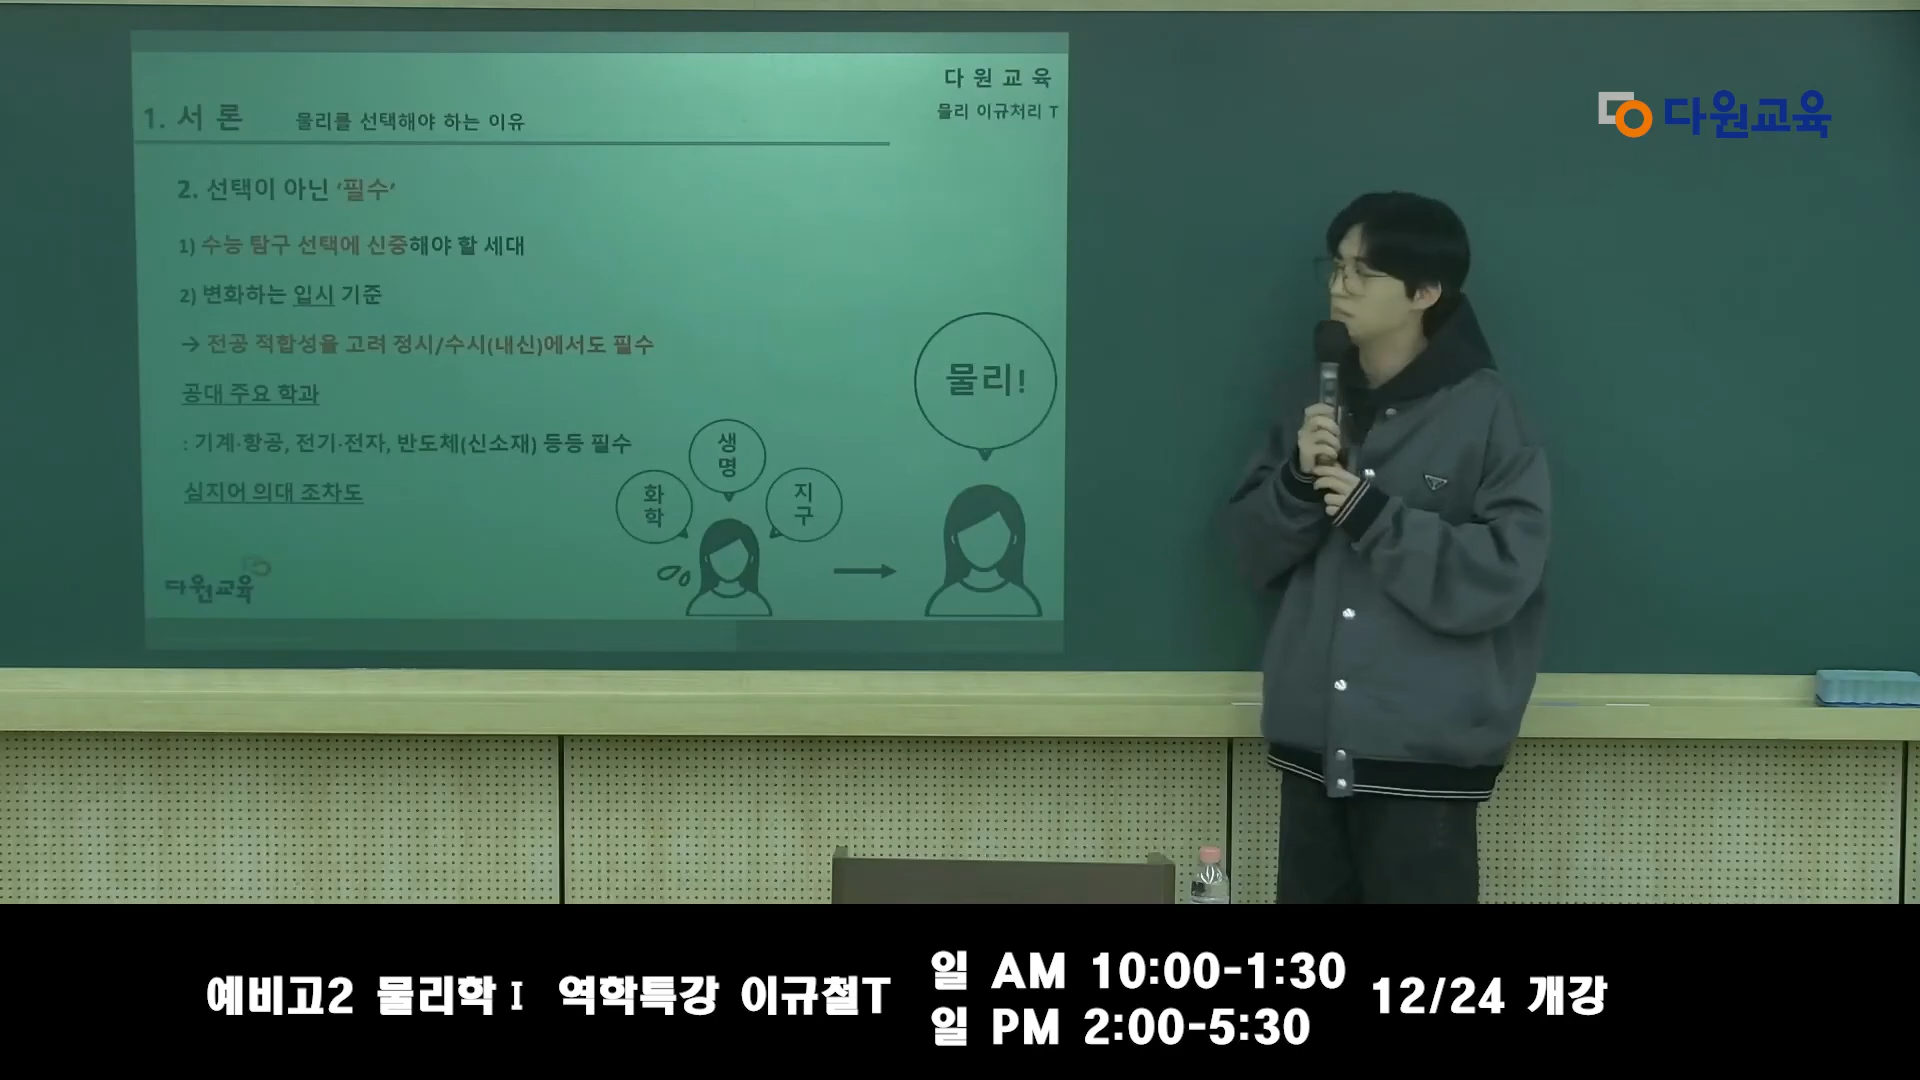 다원교육
물리 이규처리 T
1. 서론 물리를 선택해야 하는 이유
2. 선택이 아닌 ‘필수’
1) 수능 탐구 선택에 신중해야 할 세대
2) 변화하는 입시 기준
→ 전공 적합성을 고려 정시/수시(내신)에서도 필수
공대 주요 학과
: 기계·항공, 전기·전자, 반도체(신소재) 등등 필수
심지어 의대 조차도
화학
생명
지구
물리!
다원교육
다원교육
예비고2 물리학Ⅰ 역학특강 이규철T
일 AM 10:00-1:30
일 PM 2:00-5:30
12/24 개강